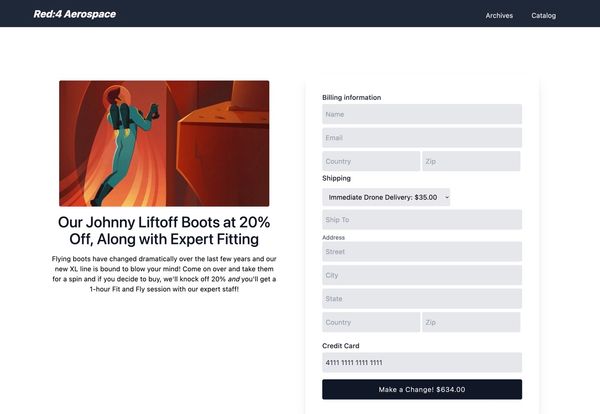 Red:4 Aerospace
Archives
Catalog
Our Johnny Liftoff Boots at 20%
Off, Along with Expert Fitting
Flying boots have changed dramatically over the last few years and our
new XL line is bound to blow your mind! Come on over and take them
for a spin and if you decide to buy, we'll knock off 20% and you'll get a
1-hour Fit and Fly session with our expert staff!
Billing information
Name
Email
Country
Zip
Shipping
Immediate Drone Delivery: $35.00
Ship To
Address
Street
City
State
Country
Zip
Credit Card
4111 1111 1111 1111
Make a Change! $634.00